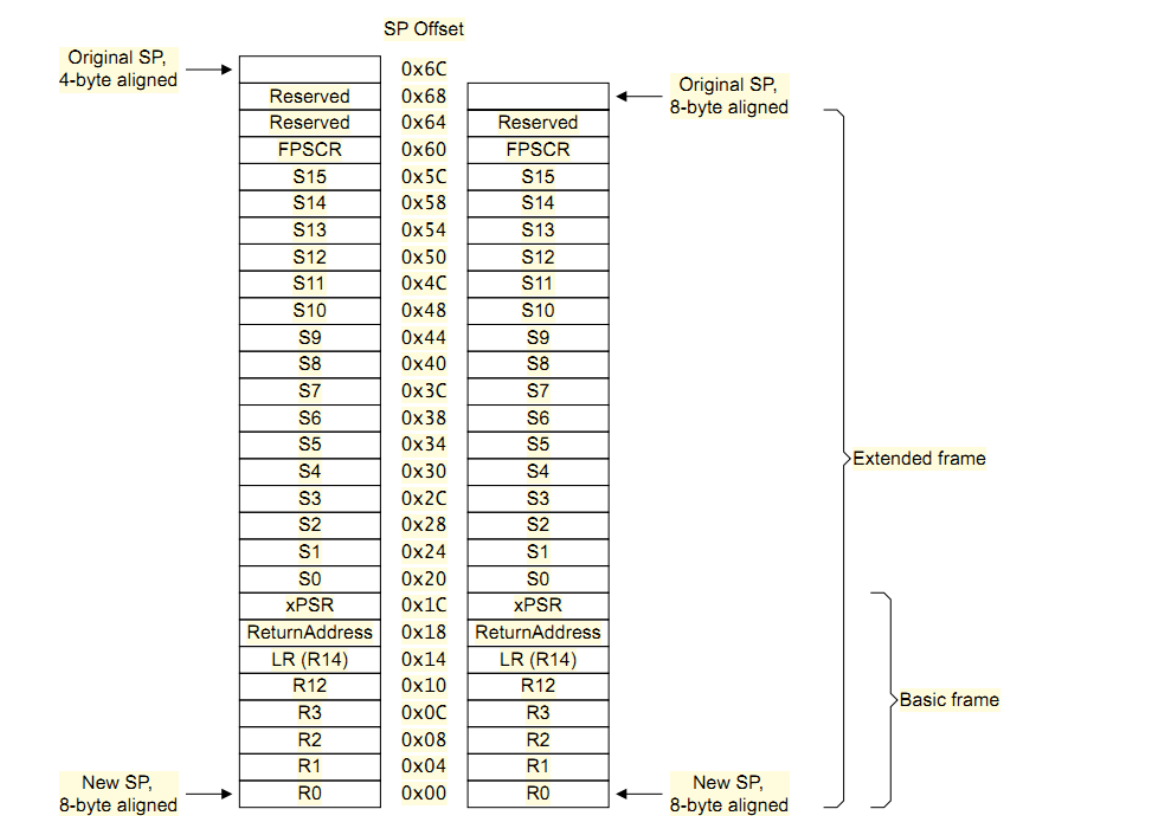 SP Offset
Original SP,
4-byte aligned
0x6C
Original SP,
8-byte aligned
Reserved 0x68
Reserved 0x64 Reserved
FPSCR 0x60 FPSCR
S15 0x5C S15
S14 0x58 S14
S13 0x54 S13
S12 0x50 S12
S11 0x4C S11
S10 0x48 S10
S9 0x44 S9
S8 0x40 S8
S7 0x3C S7
S6 0x38 S6
S5 0x34 S5
Extended frame
S4 0x30 S4
S3 0x2C S3
S2 0x28 S2
S1 0x24 S1
S0 0x20 S0
xPSR 0x1C xPSR
ReturnAddress 0x18 ReturnAddress
LR (R14) 0x14 LR (R14)
R12 0x10 R12
Basic frame
R3 0x0C R3
R2 0x08 R2
R1 0x04 R1
New SP,
8-byte aligned
R0 0x00 R0
New SP,
8-byte aligned